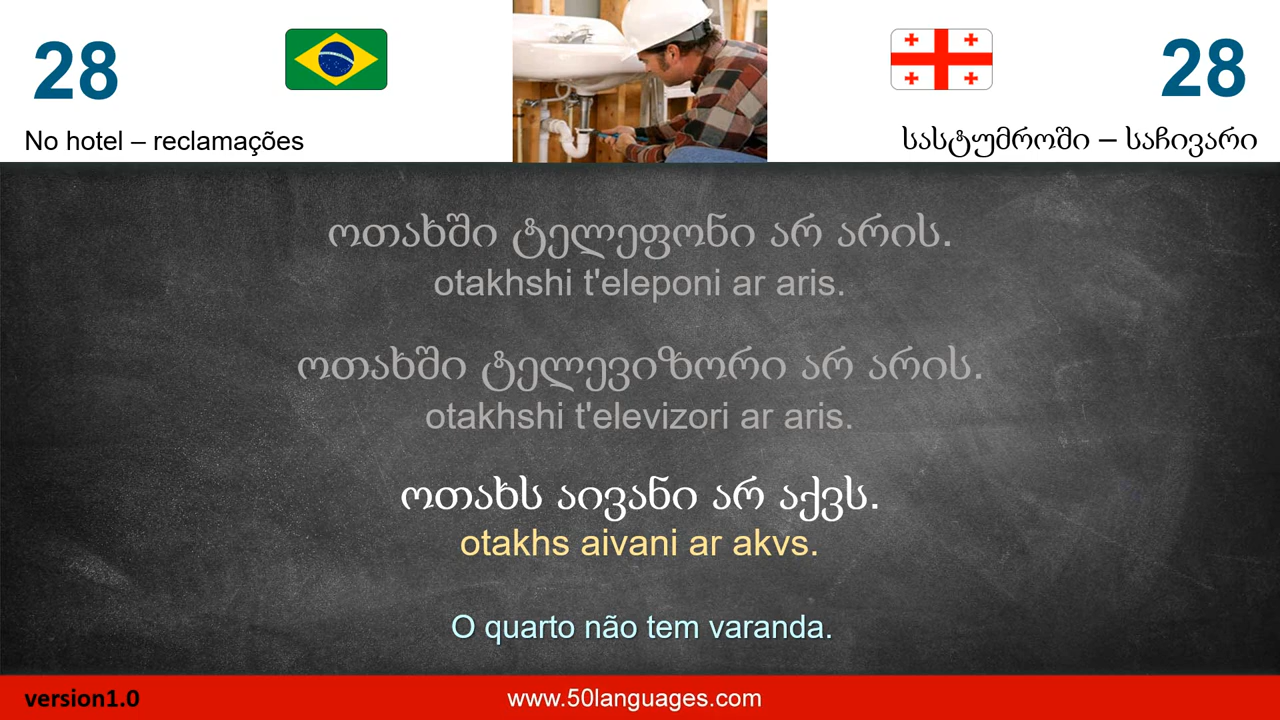 28
28
No hotel – reclamações
სასტუმროში – საჩივარი
ოთახში ტელეფონი არ არის.
otakhshi t'eleponi ar aris.
ოთახში ტელევიზორი არ არის.
otakhshi t'elevizori ar aris.
ოთახს აივანი არ აქვს.
otakhs aivani ar akvs.
O quarto não tem varanda.
version1.0
www.50languages.com